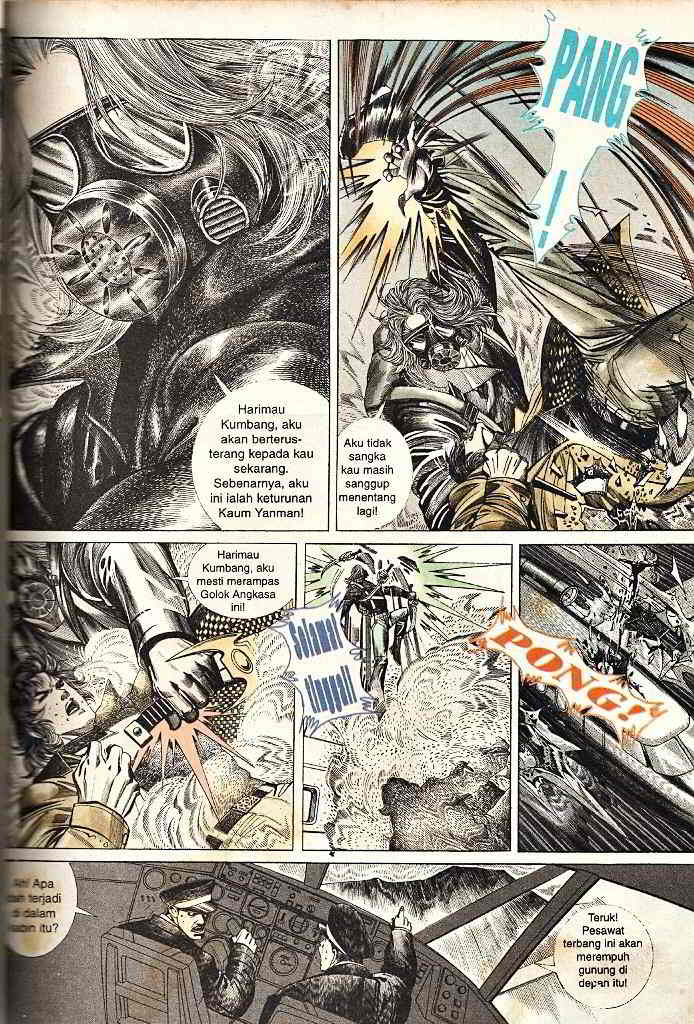 Harimau
Kumbang, aku
akan berterus-
terang kepada kau
sekarang.
Sebenarnya, aku
ini ialah keturunan
Kaum Yanman!
PANG
!
Aku tidak
sangka
kau masih
sanggup
menentang
lagi!
Harimau
Kumbang, aku
mesti merampas
Golok Angkasa
ini!
Selamat
tinggal!
PONG!
Ah! Apa
terjadi
di dalam
itu?
Teruk!
Pesawat
terbang ini akan
merempuh
gunung di
depan itu!